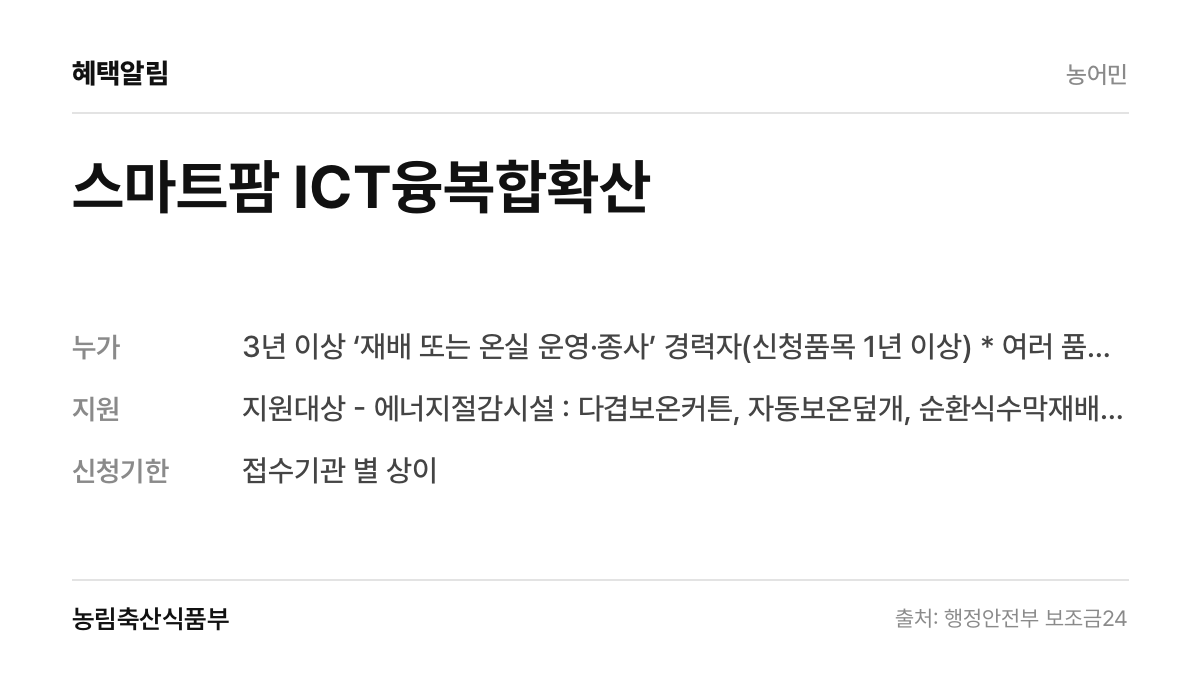 혜택알림
농어민
스마트팜 ICT융복합확산
누가 3년 이상 ‘재배 또는 온실 운영·종사’ 경력자(신청품목 1년 이상) * 여러 품...
지원 지원대상 - 에너지절감시설 : 다겹보온커튼, 자동보온덮개, 순환식수막재배...
신청기한 접수기관 별 상이
농림축산식품부
출처: 행정안전부 보조금24